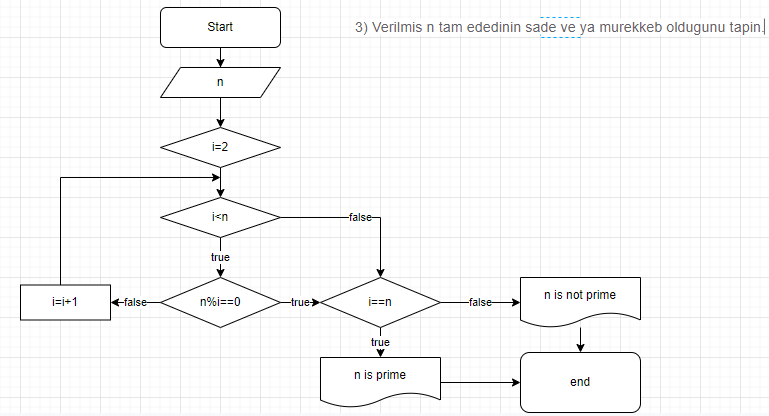 3) Verilmis n tam ededinin sade ve ya murekkeb oldugunu tapin.
Start
n
i=2
i<n
false
true
i=i+1
false
n%i==0
true
i==n
false
n is not prime
true
n is prime
end